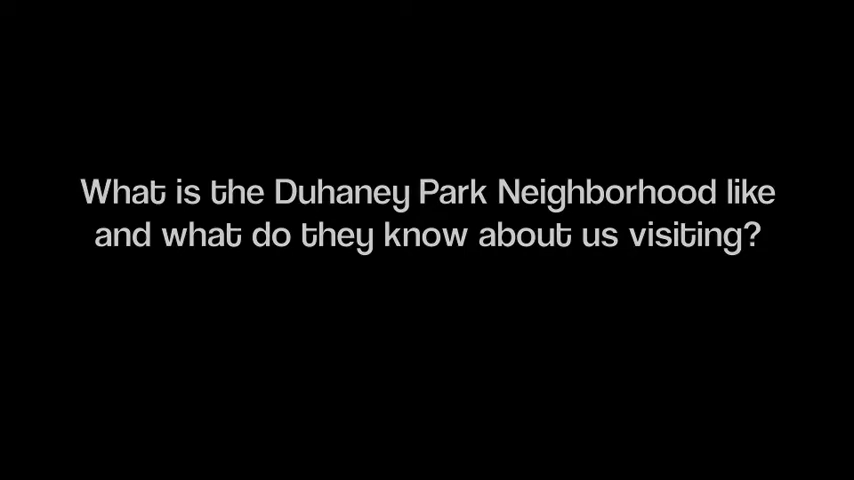 What is the Duhaney Park Neighborhood like
and what do they know about us visiting?